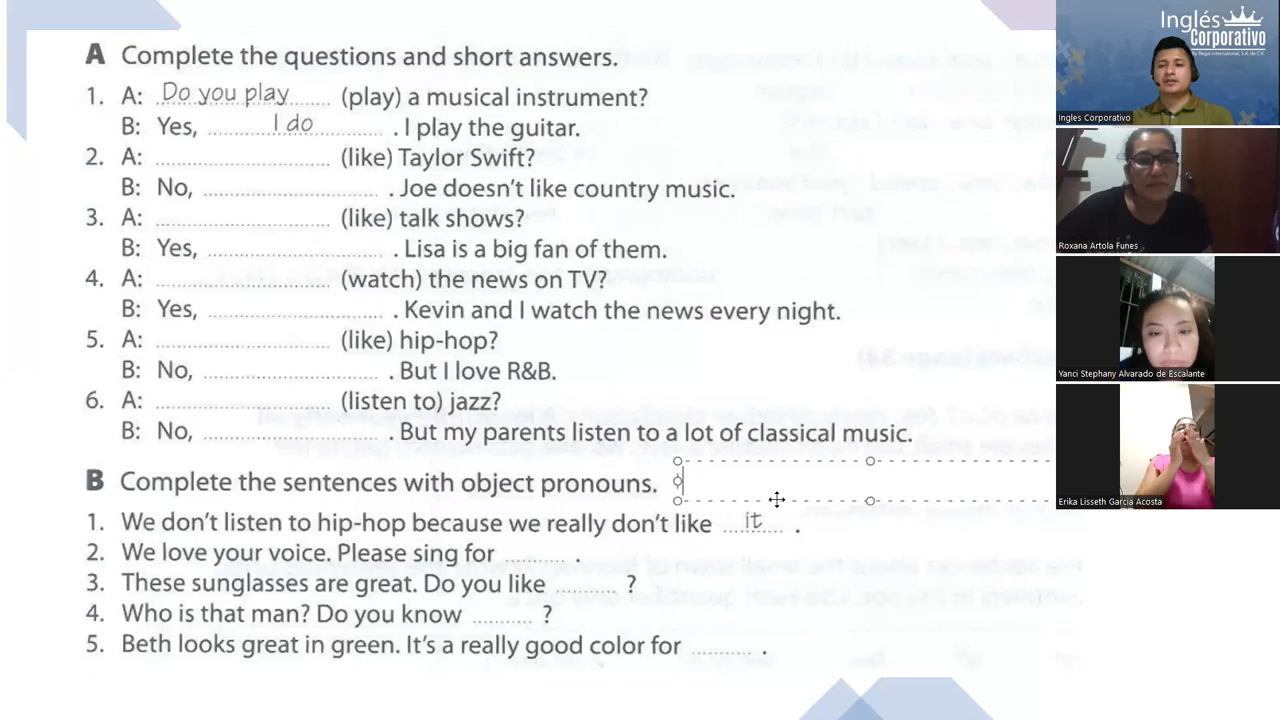 A Complete the questions and short answers.
1. A: Do you play (play) a musical instrument?
B: Yes, I do . I play the guitar.
2. A: (like) Taylor Swift?
B: No, . Joe doesn't like country music.
3. A: (like) talk shows?
B: Yes, . Lisa is a big fan of them.
4. A: (watch) the news on TV?
B: Yes, . Kevin and I watch the news every night.
5. A: (like) hip-hop?
B: No, . But I love R&B.
6. A: (listen to) jazz?
B: No, . But my parents listen to a lot of classical music.
B Complete the sentences with object pronouns.
1. We don't listen to hip-hop because we really don't like it .
2. We love your voice. Please sing for .
3. These sunglasses are great. Do you like ?
4. Who is that man? Do you know ?
5. Beth looks great in green. It's a really good color for .
Inglés
Corporativo
Ingles Corporativo
Roxana Artola Funes
Yanci Stephany Alvarado de Escalante
Erika Lisseth Garcia Acosta